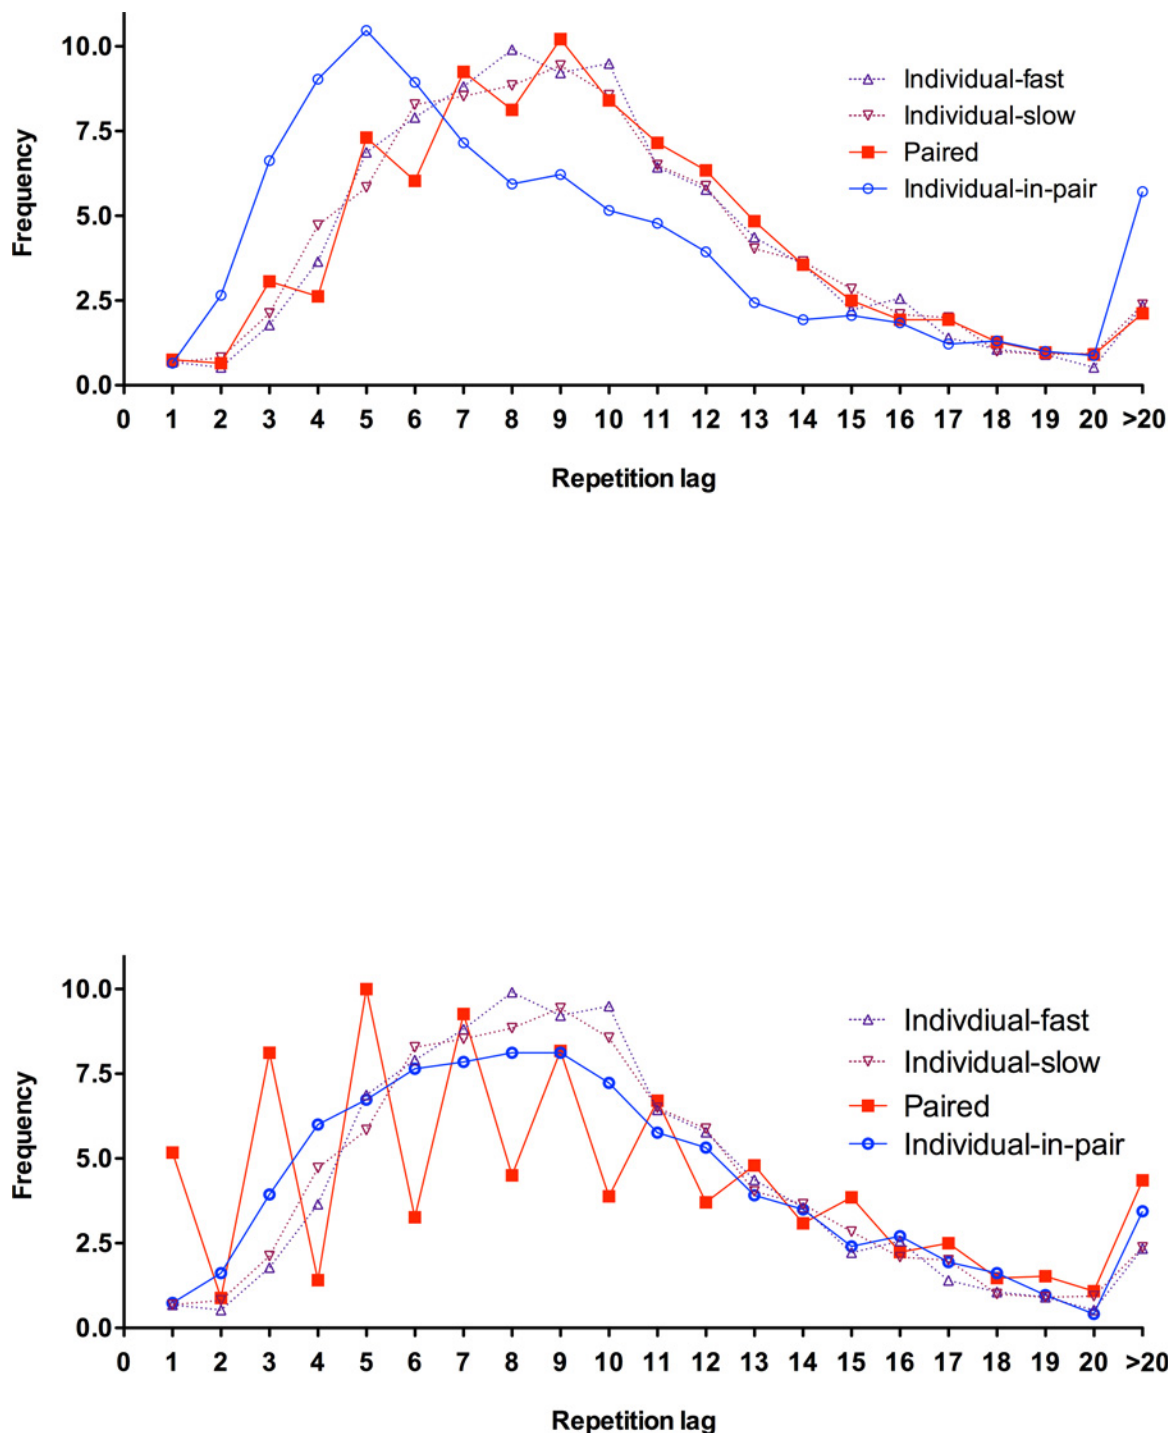 10.0
7.5
5.0
2.5
0.0
Frequency
Individual-fast
Individual-slow
Paired
Individual-in-pair
0 1 2 3 4 5 6 7 8 9 10 11 12 13 14 15 16 17 18 19 20 >20
Repetition lag
10.0
7.5
5.0
2.5
0.0
Frequency
Indivdiual-fast
Individual-slow
Paired
Individual-in-pair
0 1 2 3 4 5 6 7 8 9 10 11 12 13 14 15 16 17 18 19 20 >20
Repetition lag